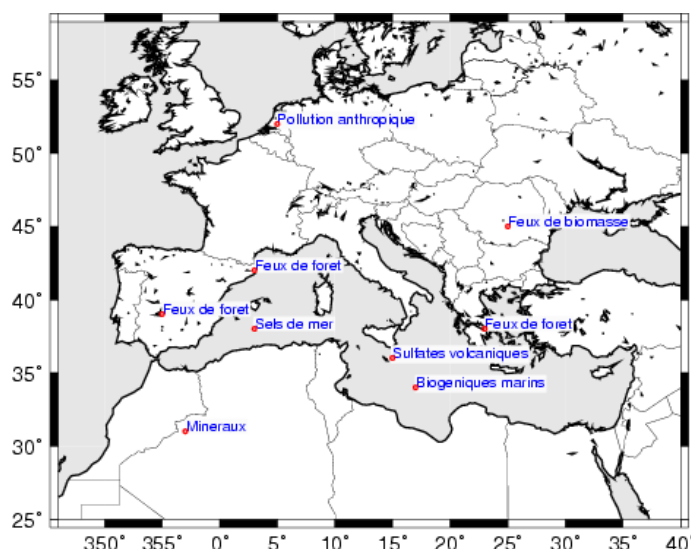 55°
Pollution anthropique
50°
Feux de biomasse
45°
Feux de foret
40°
Feux de foret
Sels de mer
Feux de foret
Sulfates volcaniques
35°
Biogeniques marins
Mineraux
30°
25°
350° 355° 0° 5° 10° 15° 20° 25° 30° 35° 40°